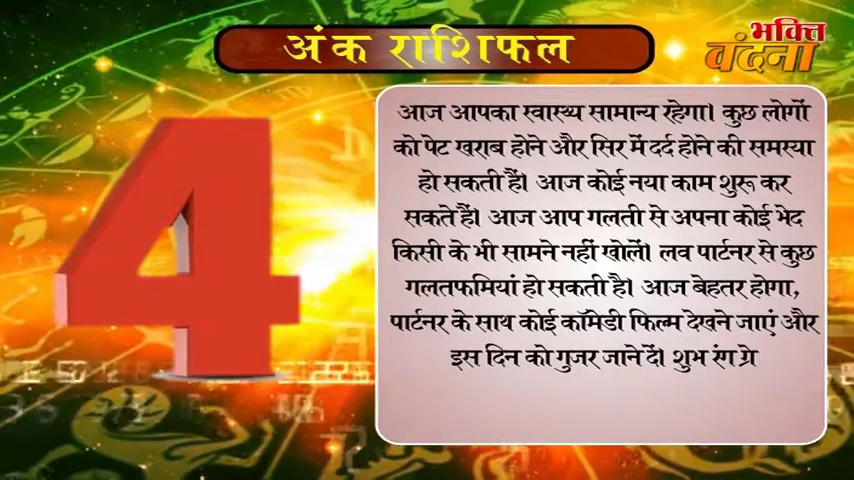 अंक राशिफल
भक्ति
वंदना
4
आज आपका स्वास्थ्य सामान्य रहेगा। कुछ लोगों
को पेट खराब होने और सिर में दर्द होने की समस्या
हो सकती हैं। आज कोई नया काम शुरू कर
सकते हैं। आज आप गलती से अपना कोई भेद
किसी के भी सामने नहीं खोलें। लव पार्टनर से कुछ
गलतफमियां हो सकती है। आज बेहतर होगा,
पार्टनर के साथ कोई कॉमेडी फिल्म देखने जाएं और
इस दिन को गुजर जाने दें। शुभ रंग ग्रे